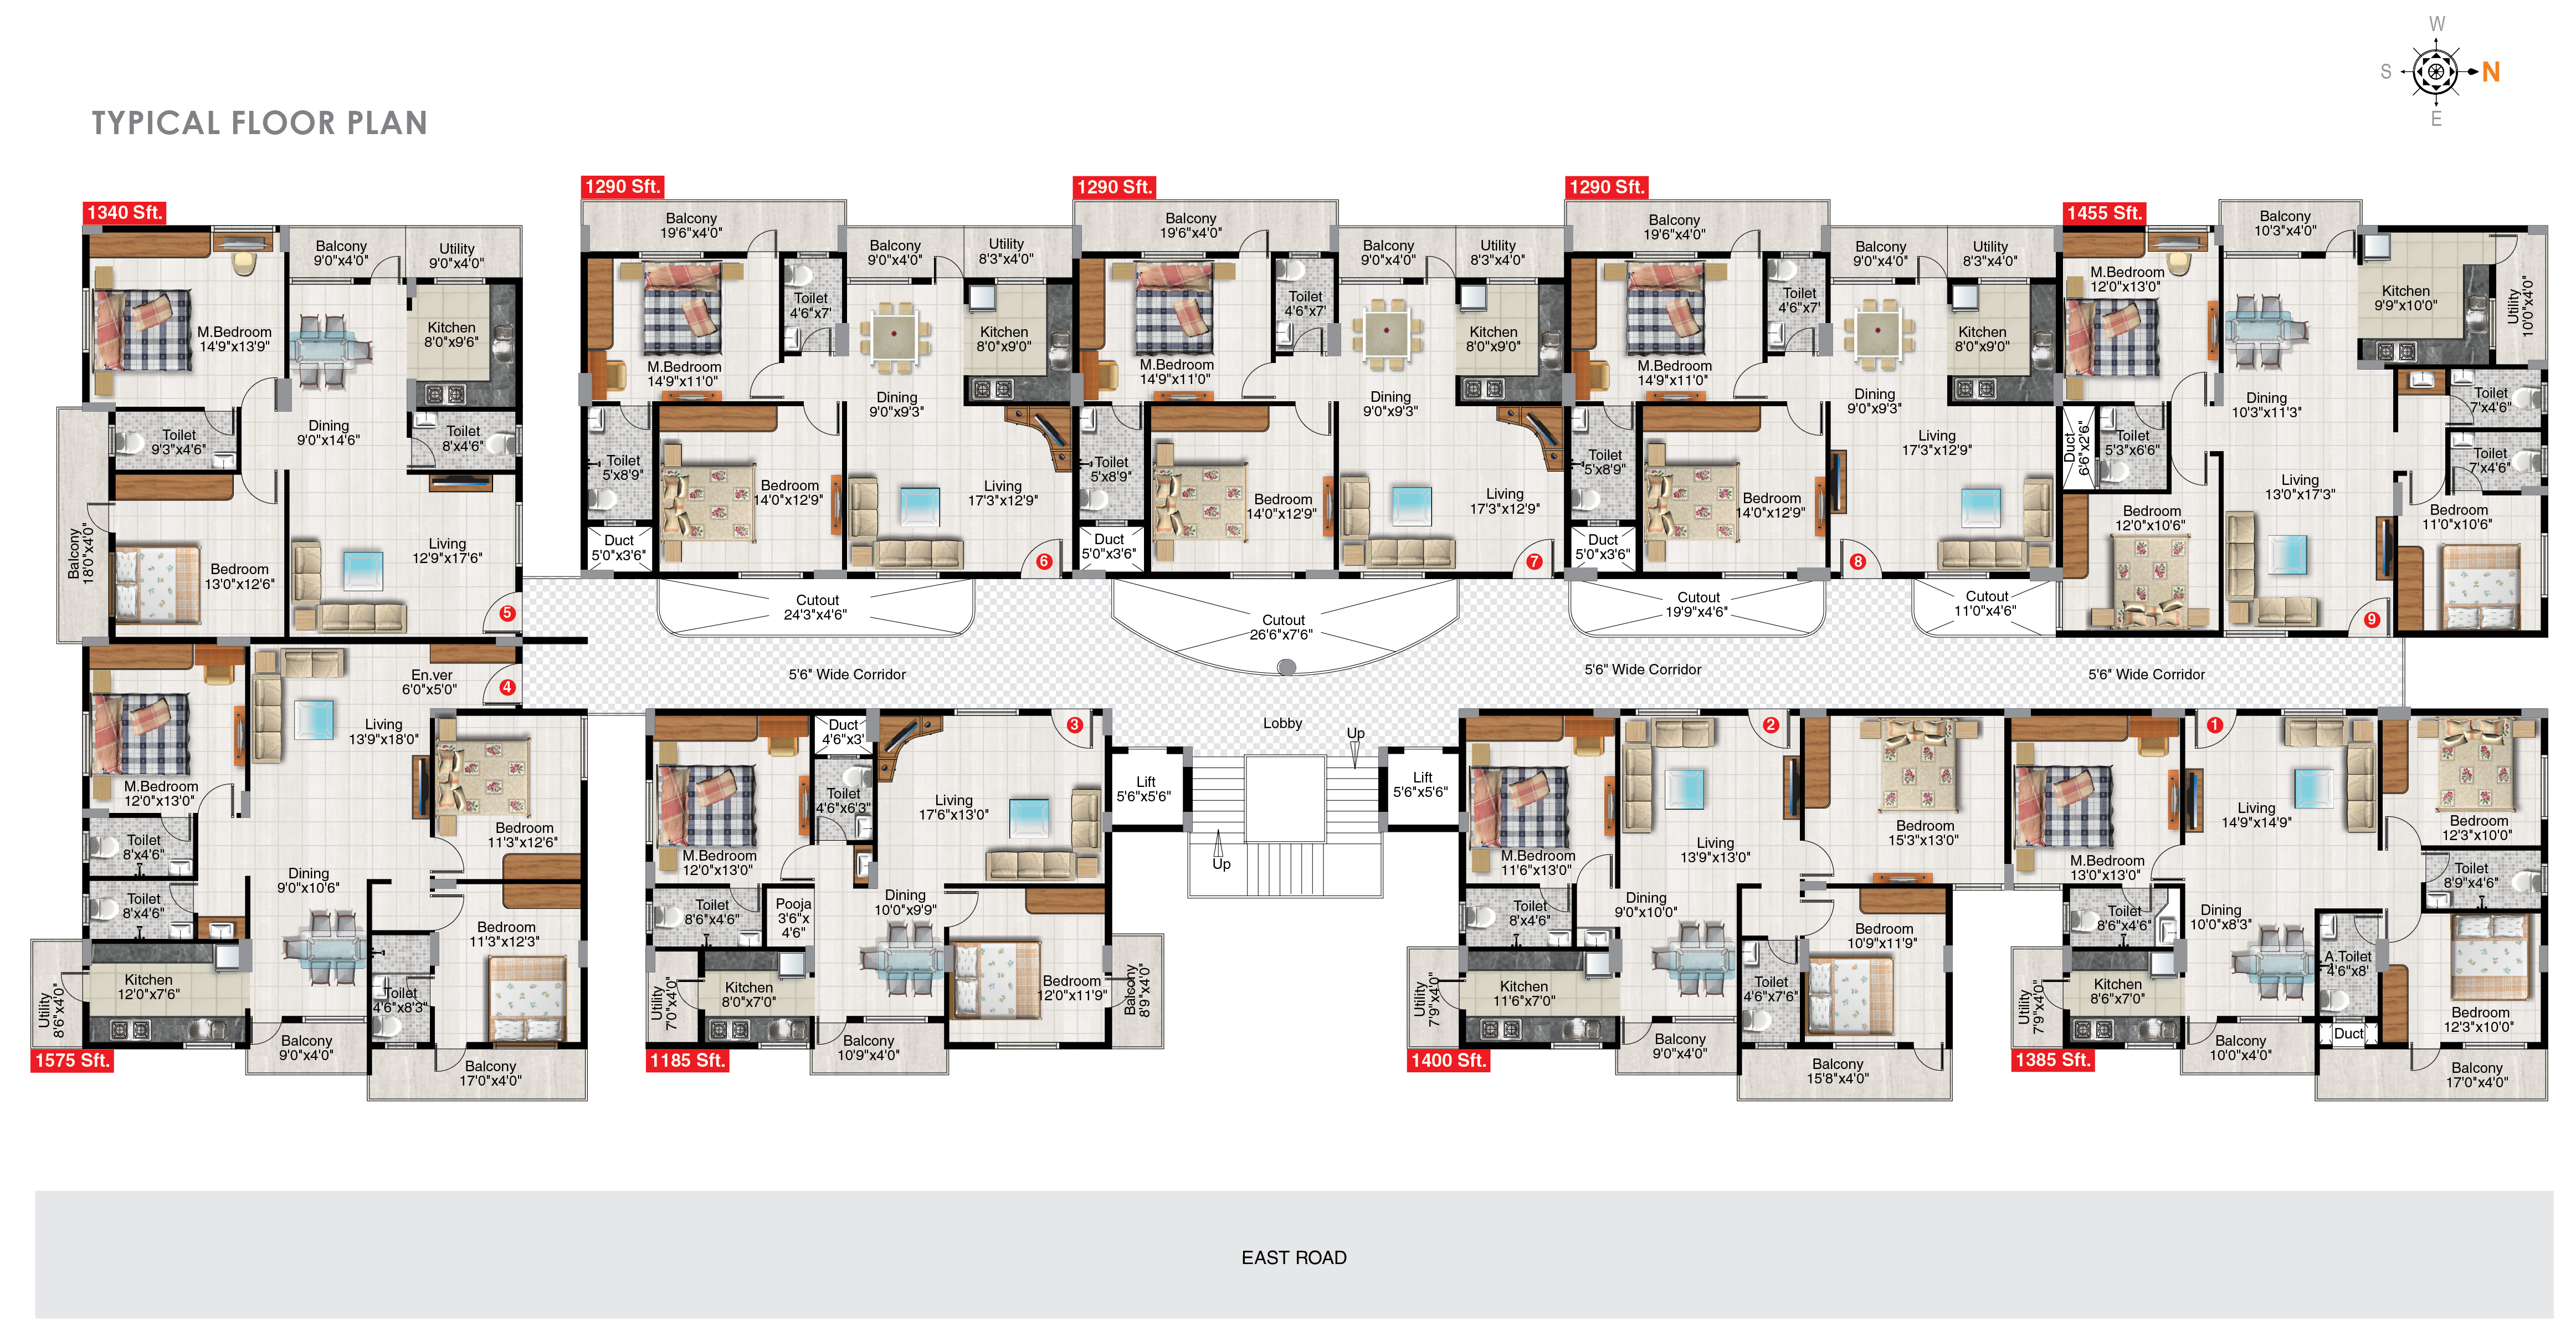 W
S
N
E
TYPICAL FLOOR PLAN
1340 Sft.
M.Bedroom
14'9"x13'9"
Balcony
9'0"x4'0"
Utility
9'0"x4'0"
Kitchen
8'0"x9'6"
Dining
9'0"x14'6"
Toilet
9'3"x4'6"
Toilet
8'x4'6"
Balcony
18'0"x4'0"
Bedroom
13'0"x12'6"
Living
12'9"x17'6"
5
1290 Sft.
Balcony
19'6"x4'0"
Balcony
9'0"x4'0"
Utility
8'3"x4'0"
Toilet
4'6"x7'
M.Bedroom
14'9"x11'0"
Kitchen
8'0"x9'0"
Dining
9'0"x9'3"
Toilet
5'x8'9"
Bedroom
14'0"x12'9"
Living
17'3"x12'9"
Duct
5'0"x3'6"
6
1290 Sft.
Balcony
19'6"x4'0"
Balcony
9'0"x4'0"
Utility
8'3"x4'0"
Toilet
4'6"x7'
M.Bedroom
14'9"x11'0"
Kitchen
8'0"x9'0"
Dining
9'0"x9'3"
Toilet
5'x8'9"
Bedroom
14'0"x12'9"
Living
17'3"x12'9"
Duct
5'0"x3'6"
7
1290 Sft.
Balcony
19'6"x4'0"
Balcony
9'0"x4'0"
Utility
8'3"x4'0"
Toilet
4'6"x7'
M.Bedroom
14'9"x11'0"
Kitchen
8'0"x9'0"
Dining
9'0"x9'3"
Living
17'3"x12'9"
Toilet
5'x8'9"
Bedroom
14'0"x12'9"
Duct
5'0"x3'6"
8
1455 Sft.
Balcony
10'3"x4'0"
M.Bedroom
12'0"x13'0"
Kitchen
9'9"x10'0"
Utility
10'0"x4'0"
Dining
10'3"x11'3"
Toilet
7'x4'6"
Duct
6'6"x2'6"
Toilet
5'3"x6'6"
Toilet
7'x4'6"
Living
13'0"x17'3"
Bedroom
12'0"x10'6"
Bedroom
11'0"x10'6"
9
Cutout
24'3"x4'6"
Cutout
26'6"x7'6"
Cutout
19'9"x4'6"
Cutout
11'0"x4'6"
5'6" Wide Corridor
5'6" Wide Corridor
5'6" Wide Corridor
En.ver
6'0"x5'0"
4
Living
13'9"x18'0"
M.Bedroom
12'0"x13'0"
Bedroom
11'3"x12'6"
Toilet
8'x4'6"
Dining
9'0"x10'6"
Toilet
8'x4'6"
Bedroom
11'3"x12'3"
Kitchen
12'0"x7'6"
Toilet
4'6"x8'3"
Utility
8'6"x4'0"
Balcony
9'0"x4'0"
1575 Sft.
Balcony
17'0"x4'0"
Duct
4'6"x3'
3
Toilet
4'6"x6'3"
Living
17'6"x13'0"
M.Bedroom
12'0"x13'0"
Toilet
8'6"x4'6"
Pooja
3'6"x
4'6"
Dining
10'0"x9'9"
Utility
7'0"x4'0"
Kitchen
8'0"x7'0"
Bedroom
12'0"x11'9"
Balcony
8'9"x4'0"
1185 Sft.
Balcony
10'9"x4'0"
Lobby
Up
Lift
5'6"x5'6"
Lift
5'6"x5'6"
Up
2
Living
13'9"x13'0"
M.Bedroom
11'6"x13'0"
Bedroom
15'3"x13'0"
Toilet
8'x4'6"
Dining
9'0"x10'0"
Bedroom
10'9"x11'9"
Utility
7'9"x4'0"
Kitchen
11'6"x7'0"
Toilet
4'6"x7'6"
1400 Sft.
Balcony
9'0"x4'0"
Balcony
15'8"x4'0"
1
Living
14'9"x14'9"
M.Bedroom
13'0"x13'0"
Bedroom
12'3"x10'0"
Toilet
8'9"x4'6"
Toilet
8'6"x4'6"
Dining
10'0"x8'3"
A.Toilet
4'6"x8'
Utility
7'9"x4'0"
Kitchen
8'6"x7'0"
Bedroom
12'3"x10'0"
Duct
1385 Sft.
Balcony
10'0"x4'0"
Balcony
17'0"x4'0"
EAST ROAD